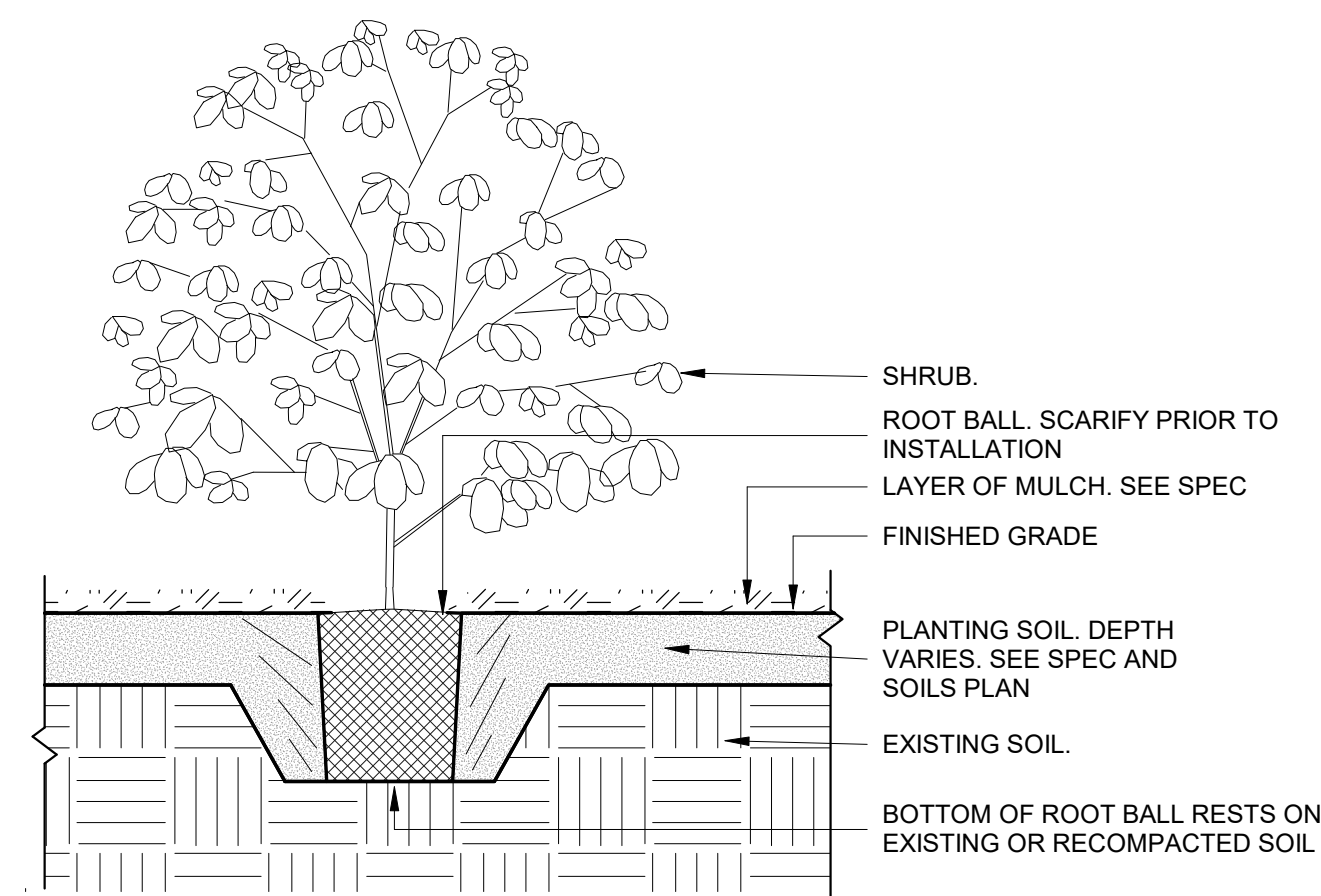 SHRUB.
ROOT BALL. SCARIFY PRIOR TO
INSTALLATION
LAYER OF MULCH. SEE SPEC
FINISHED GRADE
PLANTING SOIL. DEPTH
VARIES. SEE SPEC AND
SOILS PLAN
EXISTING SOIL.
BOTTOM OF ROOT BALL RESTS ON
EXISTING OR RECOMPACTED SOIL